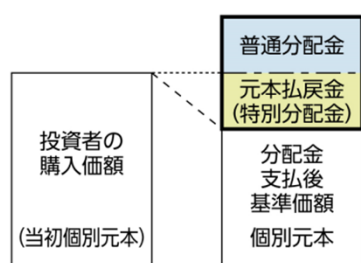 普通分配金
元本払戻金
(特別分配金)
投資者の
購入価額
(当初個別元本)
分配金
支払後
基準価額
個別元本